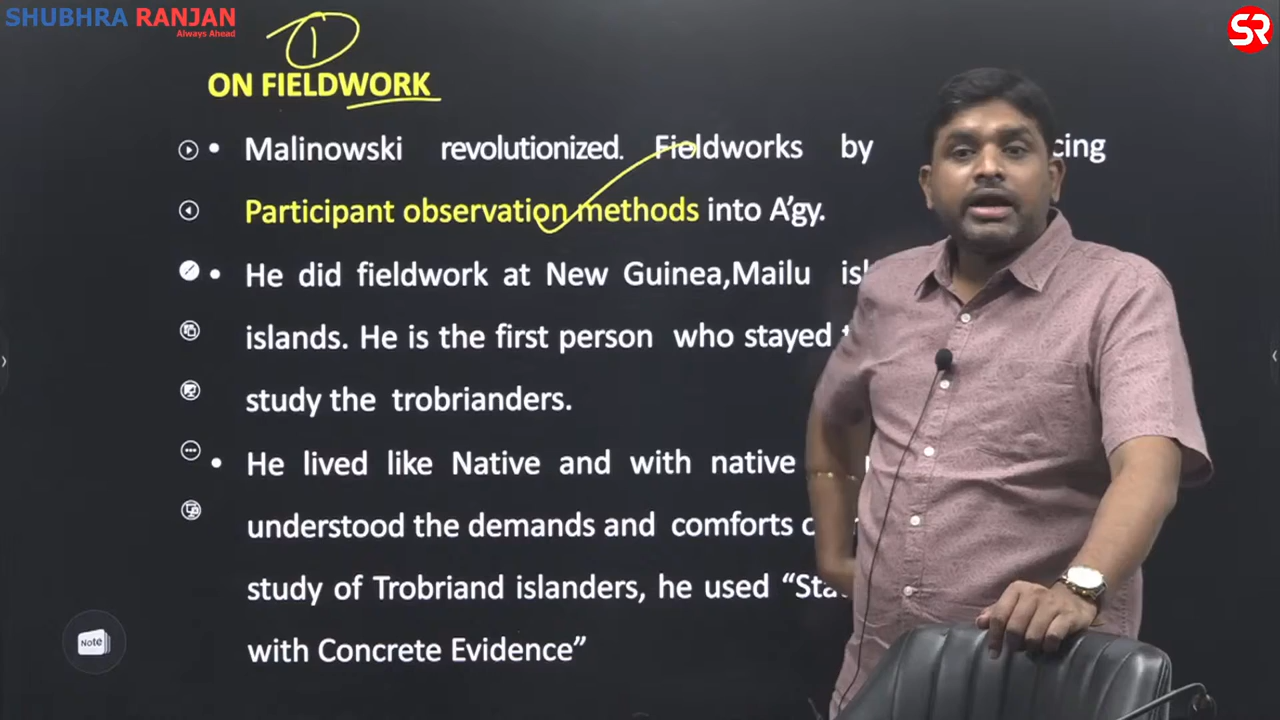 SHUBHRA RANJAN
Always Ahead
SR
1
ON FIELDWORK
• Malinowski revolutionized. Fieldworks by cing
Participant observation methods into A'gy.
• He did fieldwork at New Guinea,Mailu
islands. He is the first person who stayed
study the trobrianders.
• He lived like Native and with native
understood the demands and comforts
study of Trobriand islanders, he used “Sta
with Concrete Evidence”
Note